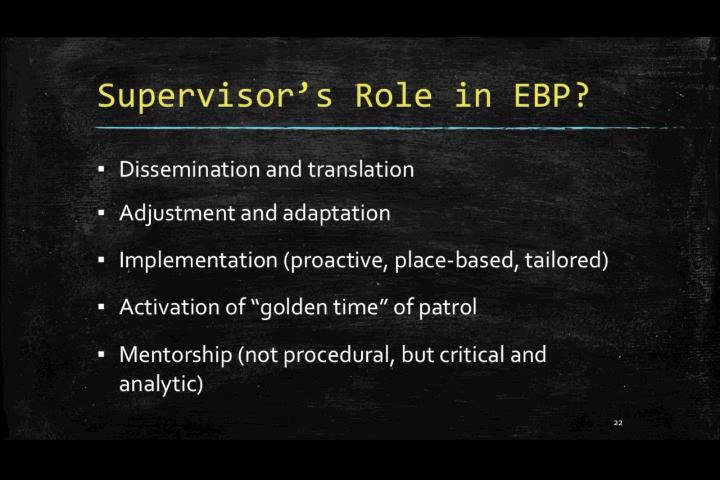 Supervisor’s Role in EBP?
▪ Dissemination and translation
▪ Adjustment and adaptation
▪ Implementation (proactive, place-based, tailored)
▪ Activation of “golden time” of patrol
▪ Mentorship (not procedural, but critical and
analytic)
22